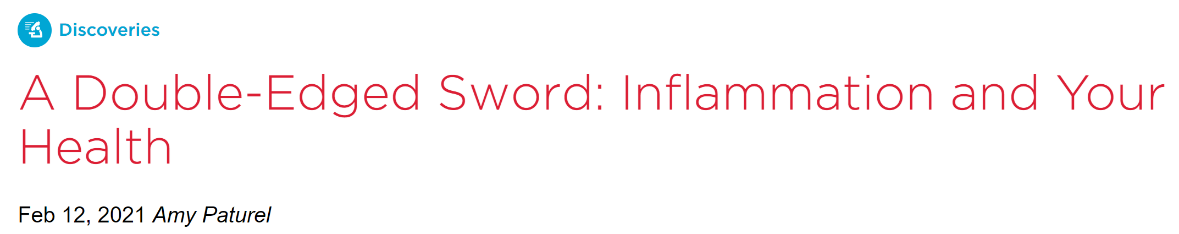 Discoveries
A Double-Edged Sword: Inflammation and Your
Health
Feb 12, 2021 Amy Paturel